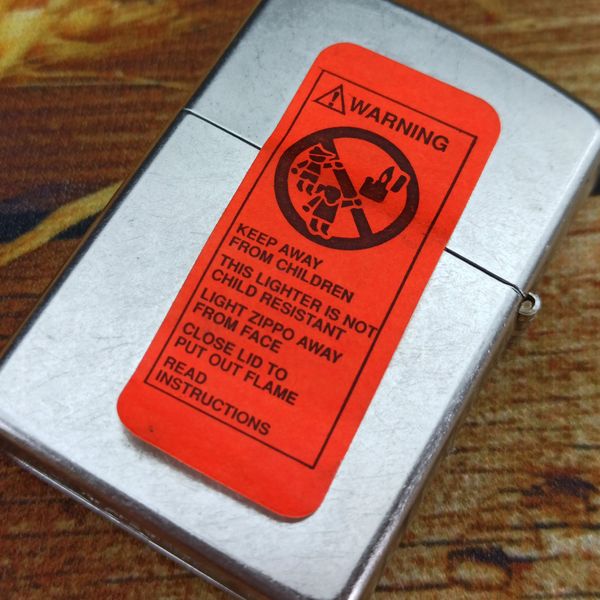 WARNING
KEEP AWAY
FROM CHILDREN
THIS LIGHTER IS NOT
CHILD RESISTANT
LIGHT ZIPPO AWAY
FROM FACE
CLOSE LID TO
PUT OUT FLAME
READ
INSTRUCTIONS